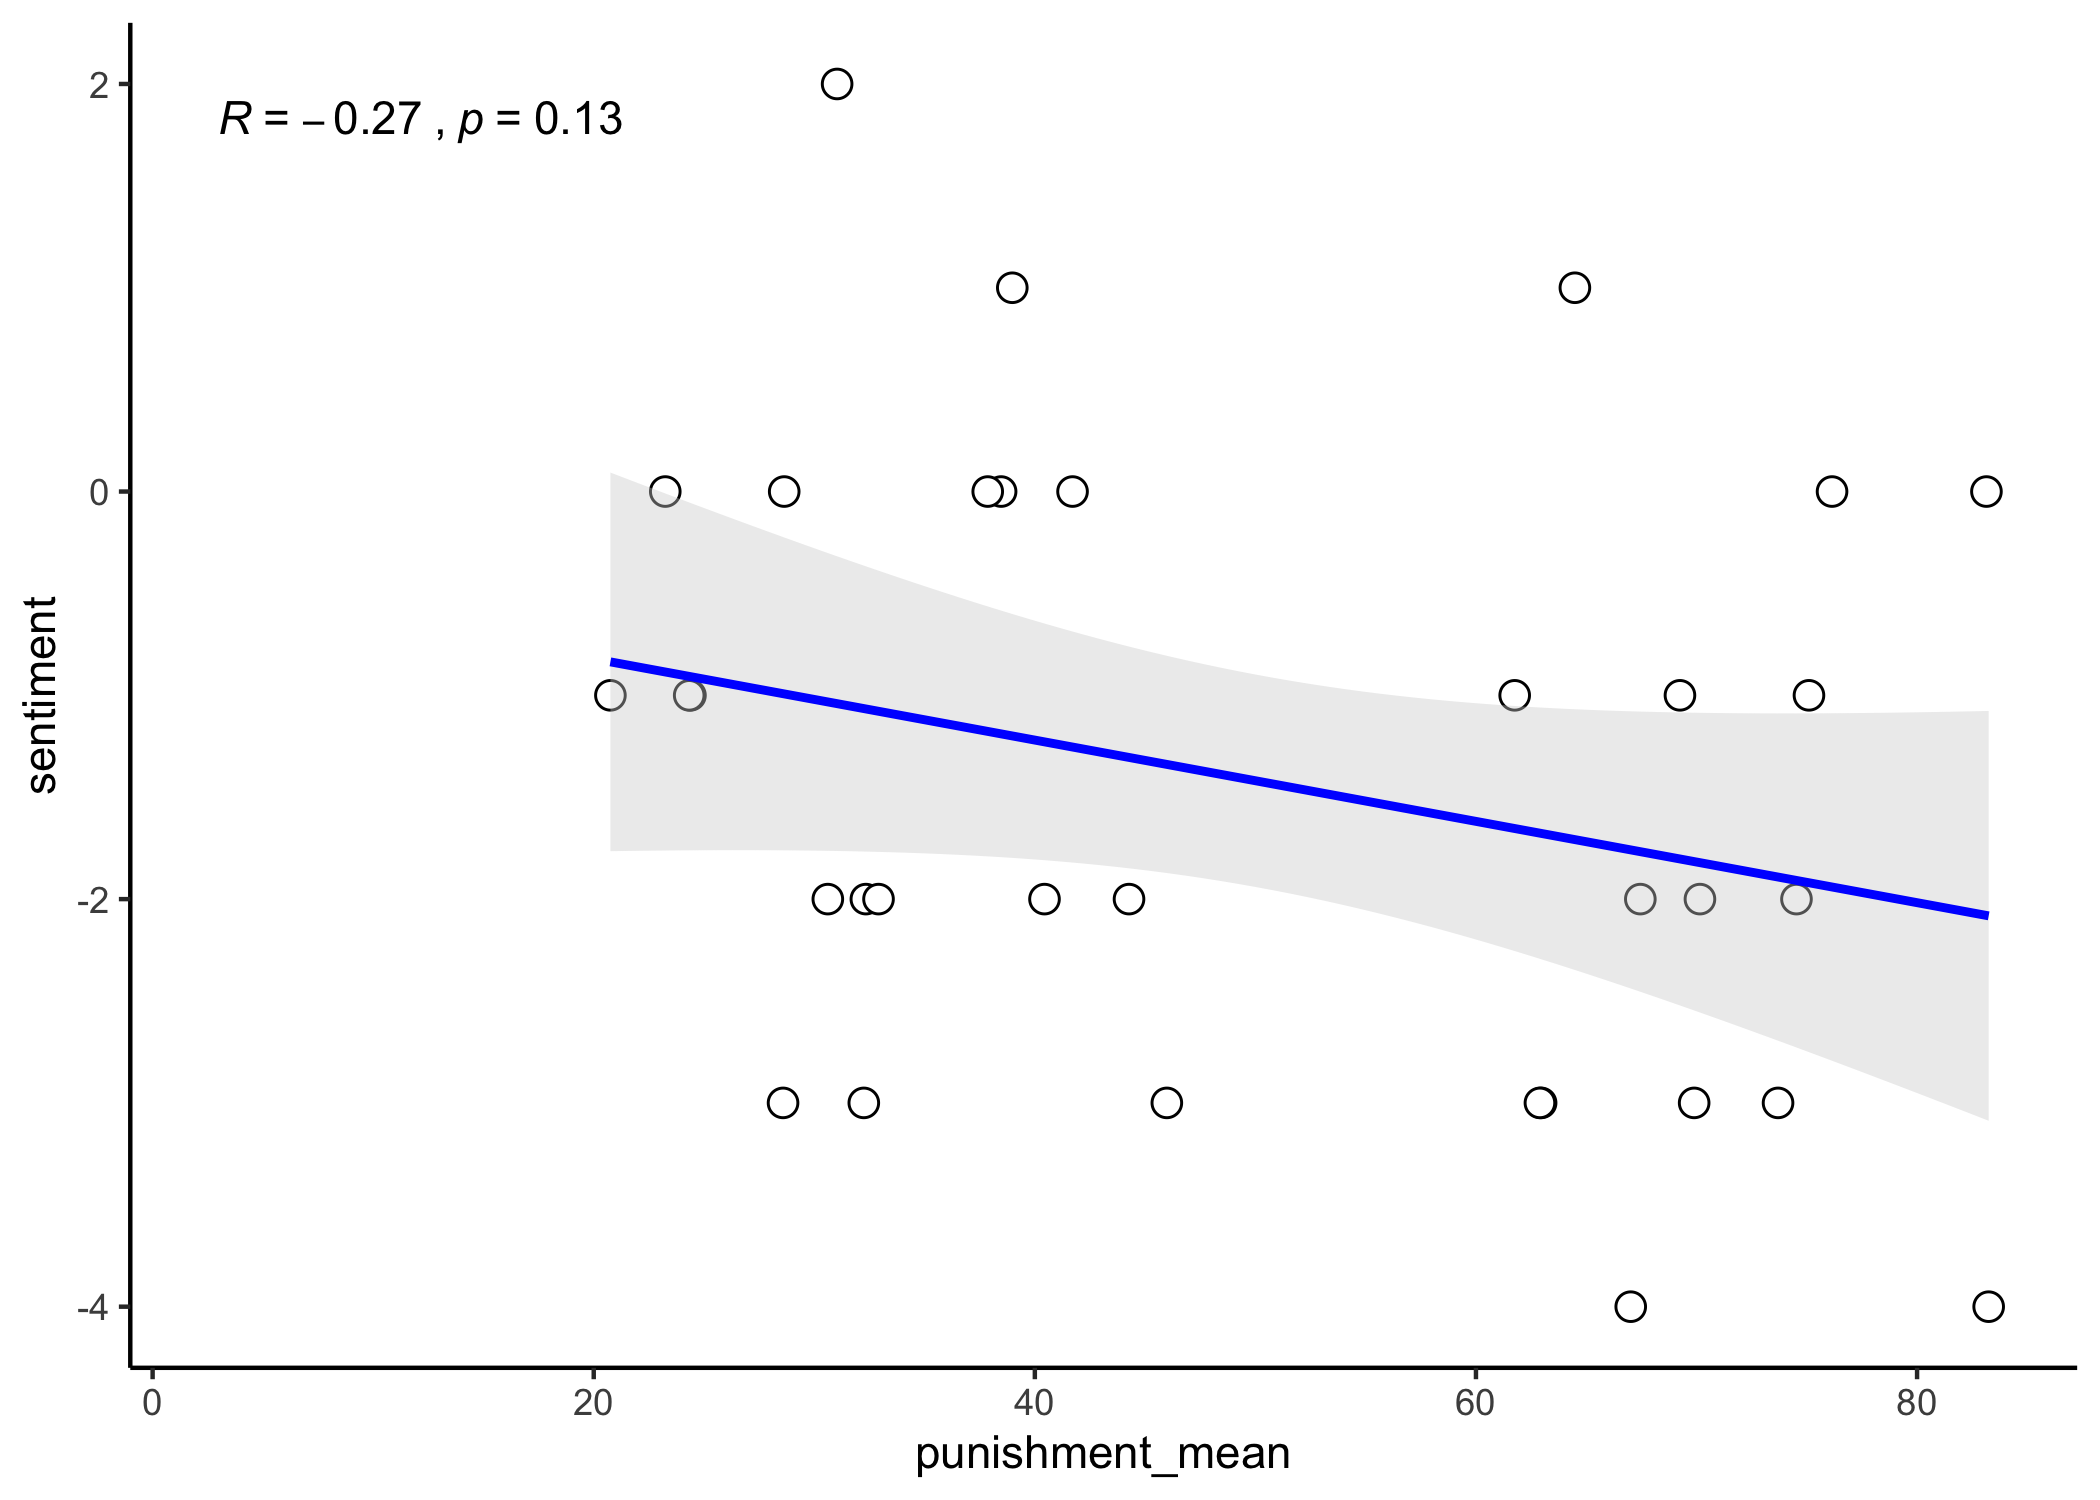 2
R = − 0.27 , p = 0.13
0
sentiment
-2
-4
0 20 40 60 80
punishment_mean